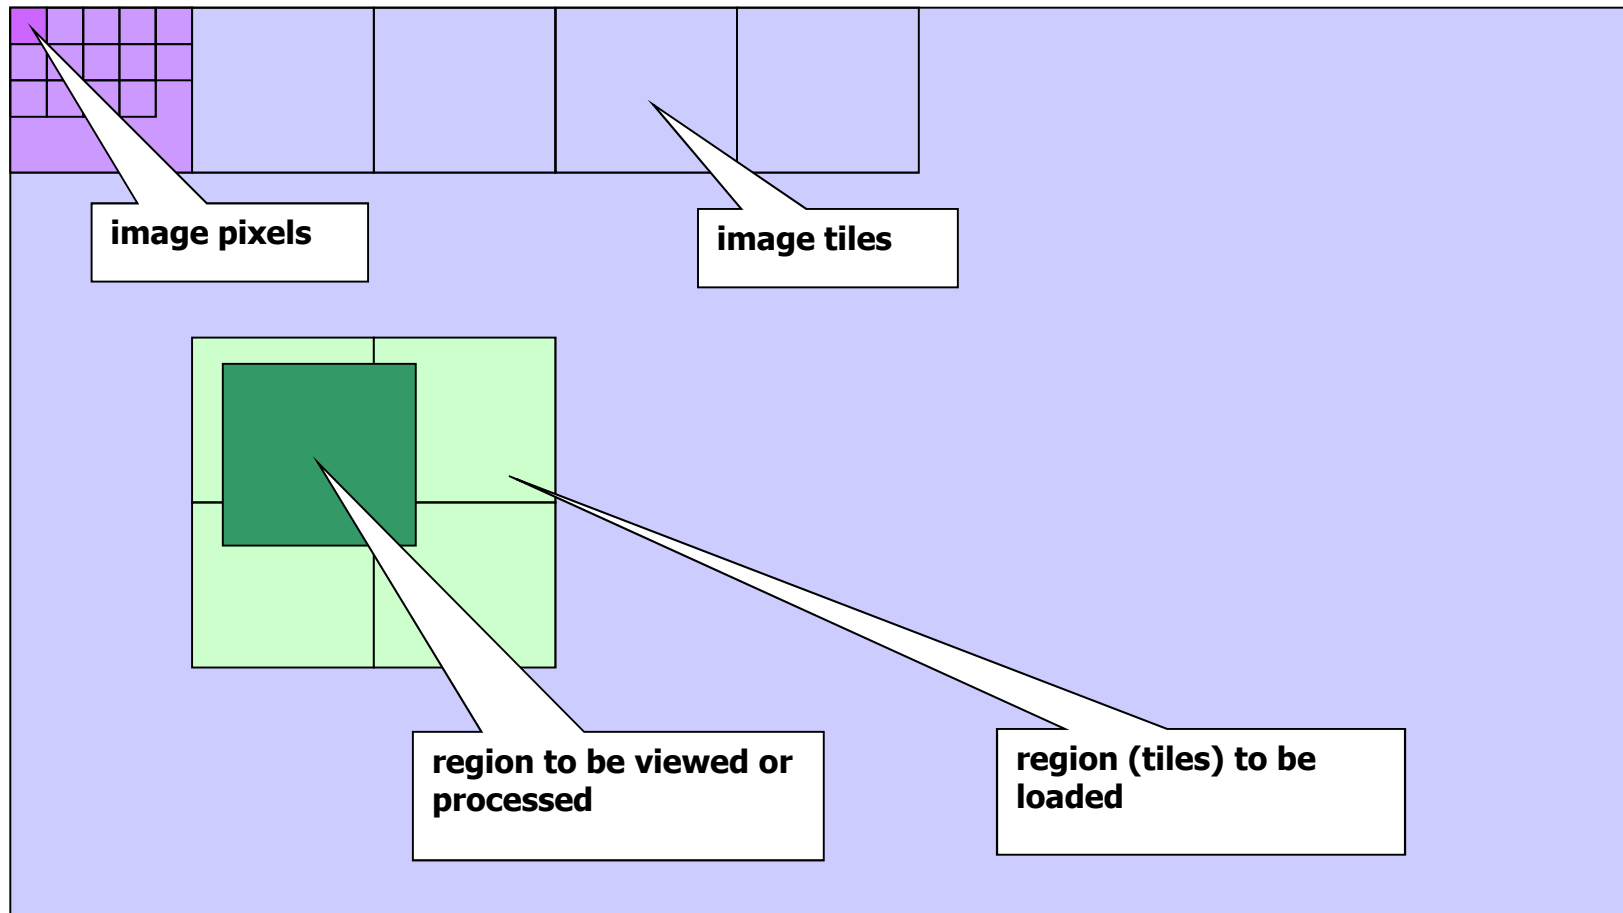 image pixels
image tiles
region to be viewed or
processed
region (tiles) to be
loaded